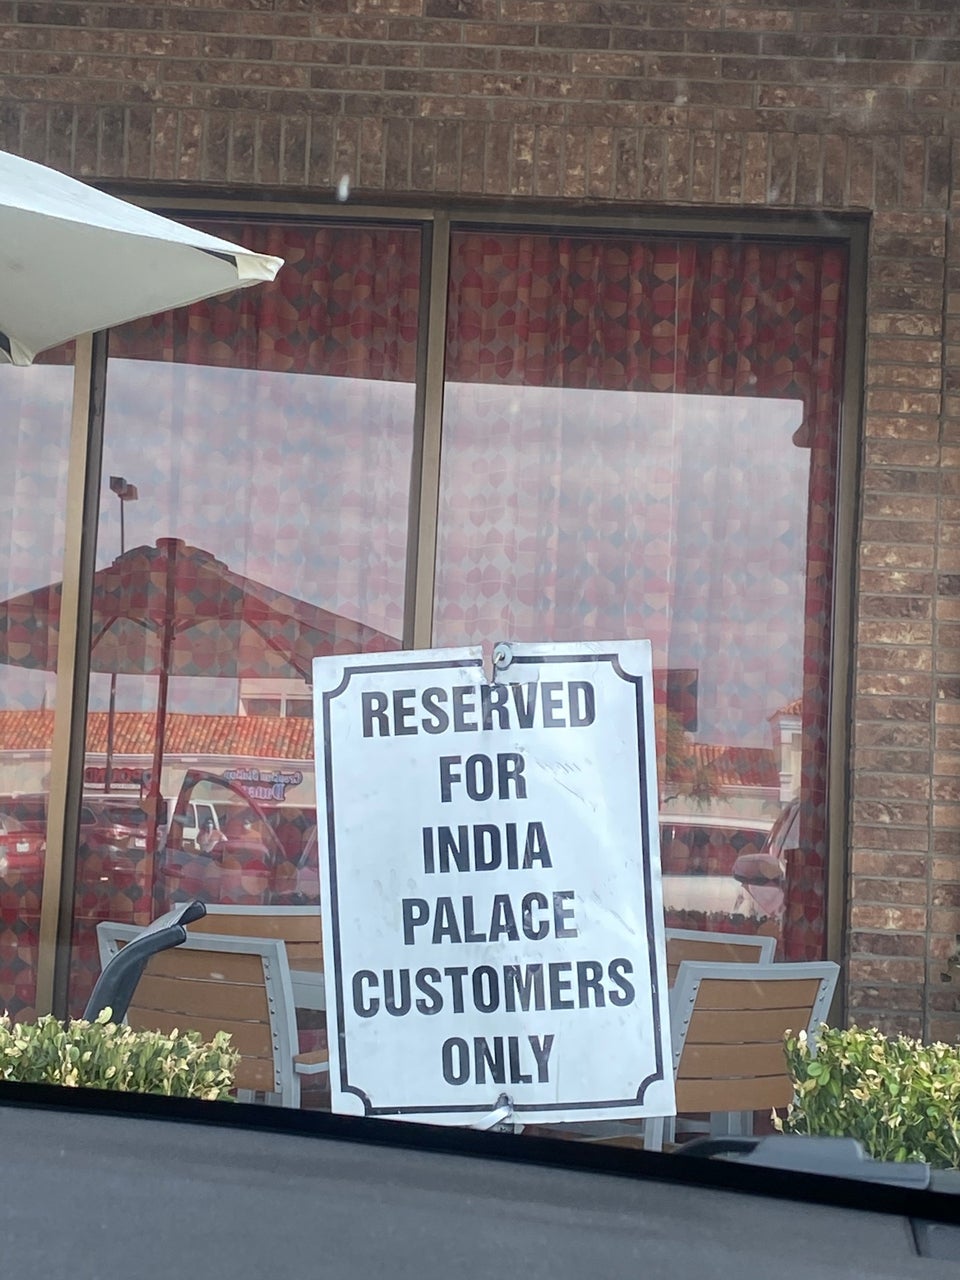 RESERVED
FOR
INDIA
PALACE
CUSTOMERS
ONLY